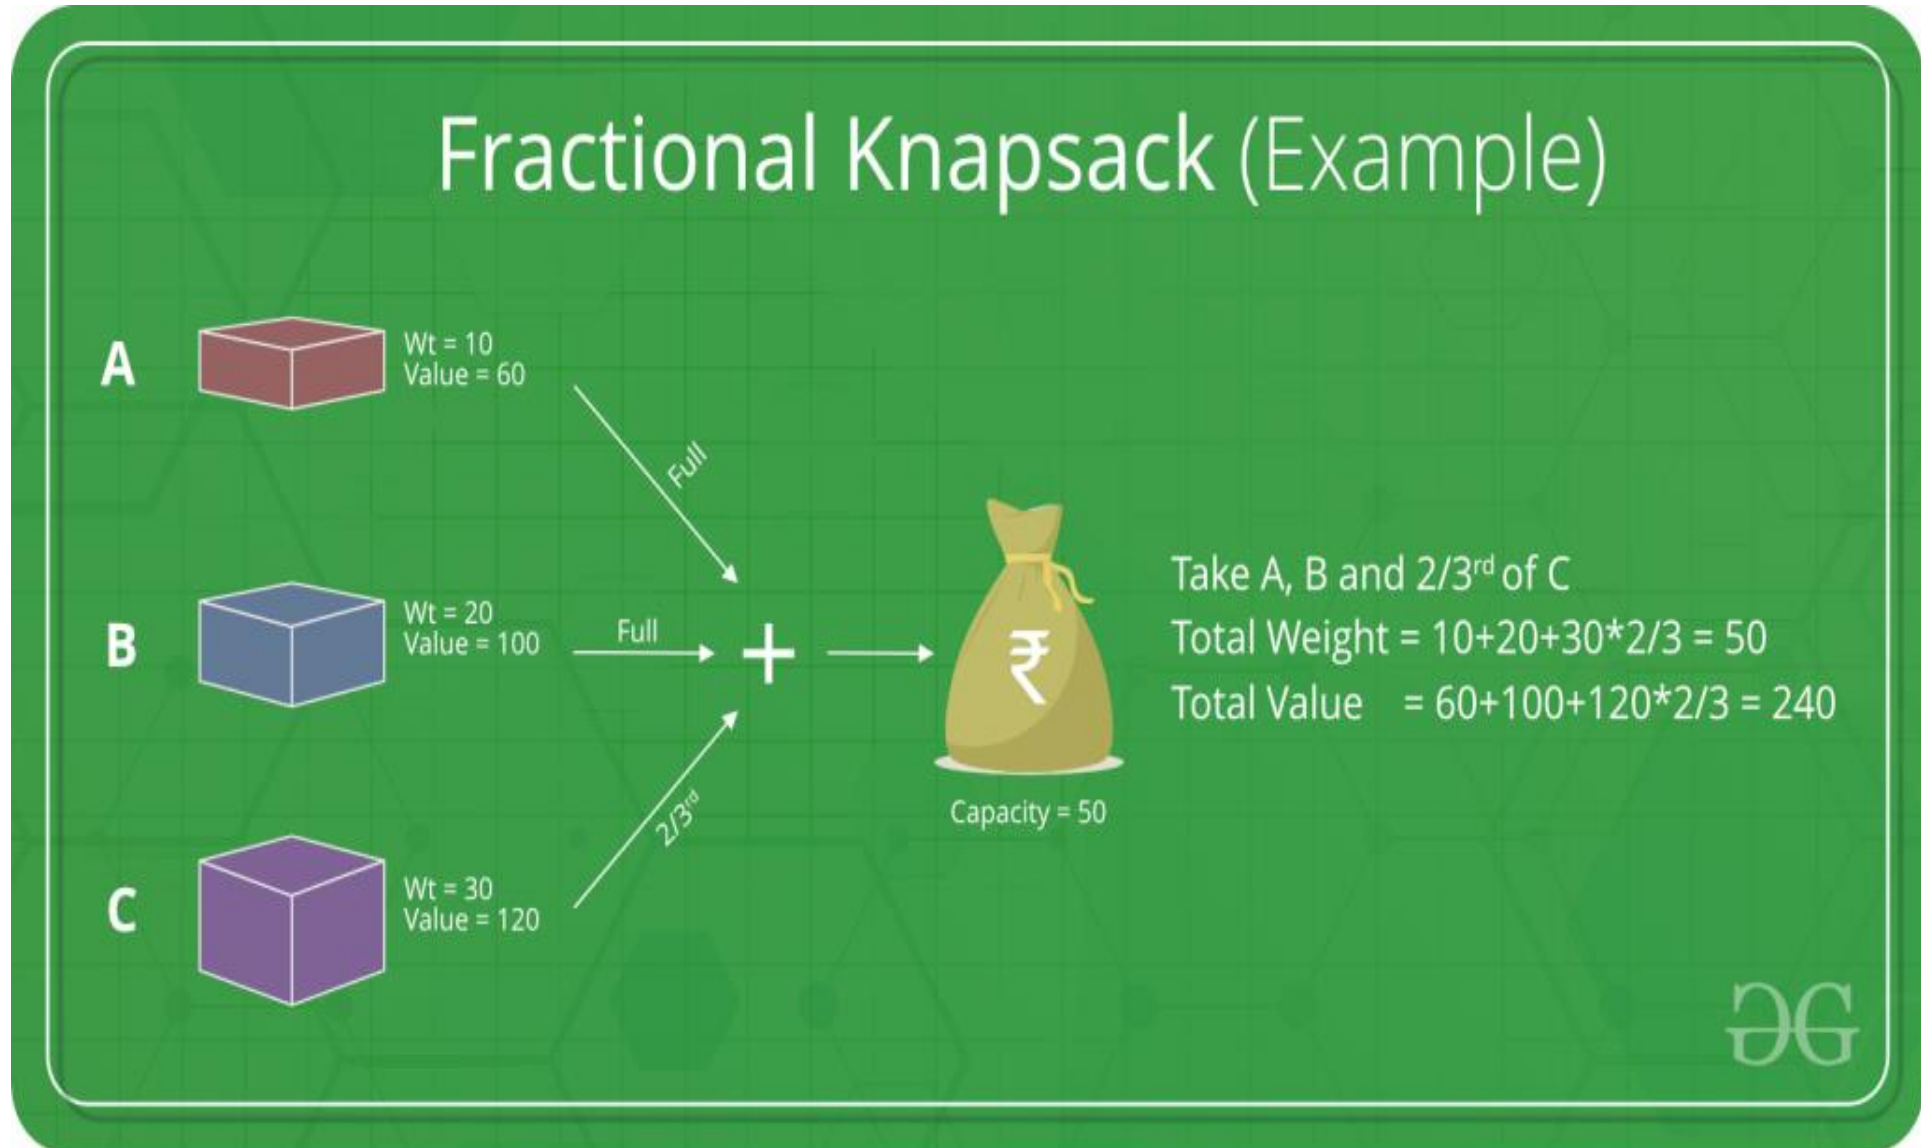 Fractional Knapsack (Example)
A
Wt = 10
Value = 60
Full
B
Wt = 20
Value = 100
Full
C
Wt = 30
Value = 120
2/3rd
₹
Capacity = 50
Take A, B and 2/3rd of C
Total Weight = 10+20+30*2/3 = 50
Total Value = 60+100+120*2/3 = 240